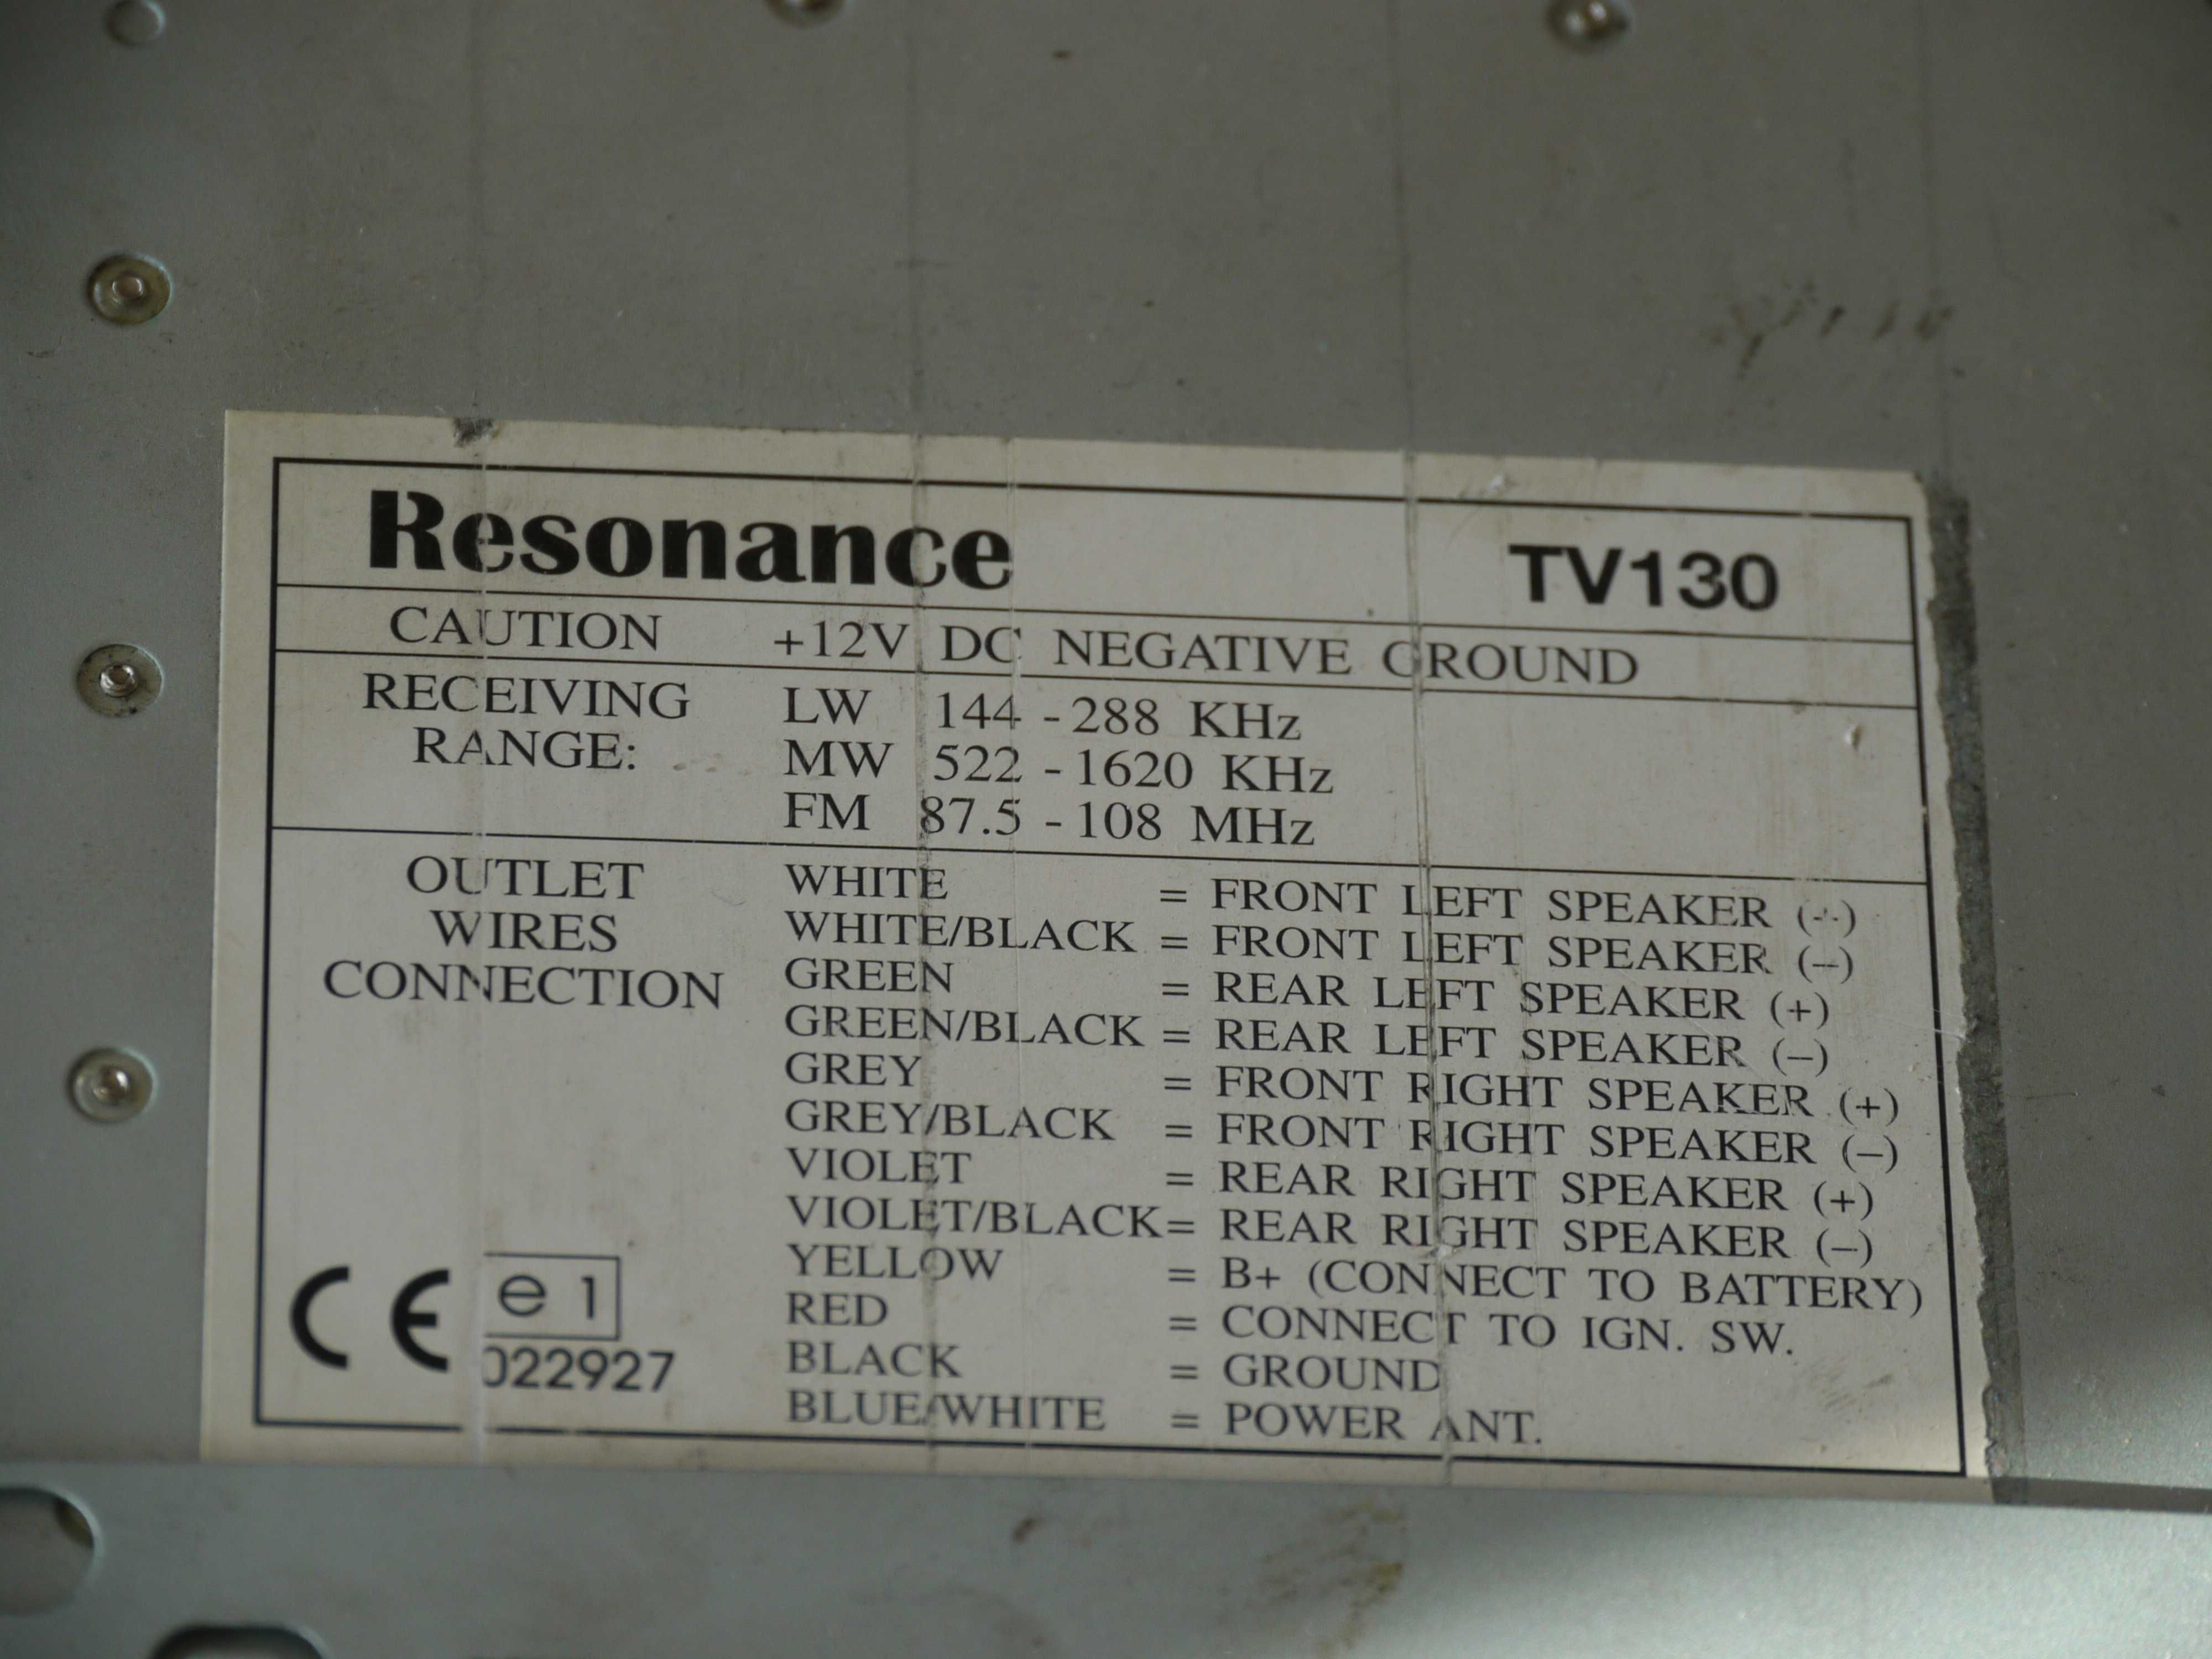 Resonance TV130
CAUTION +12V DC NEGATIVE GROUND
RECEIVING RANGE:
LW 144 - 288 KHz
MW 522 - 1620 KHz
FM 87.5 - 108 MHz
OUTLET WIRES CONNECTION
WHITE = FRONT LEFT SPEAKER (+)
WHITE/BLACK = FRONT LEFT SPEAKER (–)
GREEN = REAR LEFT SPEAKER (+)
GREEN/BLACK = REAR LEFT SPEAKER (–)
GREY = FRONT RIGHT SPEAKER (+)
GREY/BLACK = FRONT RIGHT SPEAKER (–)
VIOLET = REAR RIGHT SPEAKER (+)
VIOLET/BLACK = REAR RIGHT SPEAKER (–)
YELLOW = B+ (CONNECT TO BATTERY)
RED = CONNECT TO IGN. SW.
BLACK = GROUND
BLUE/WHITE = POWER ANT.
CE e1
022927